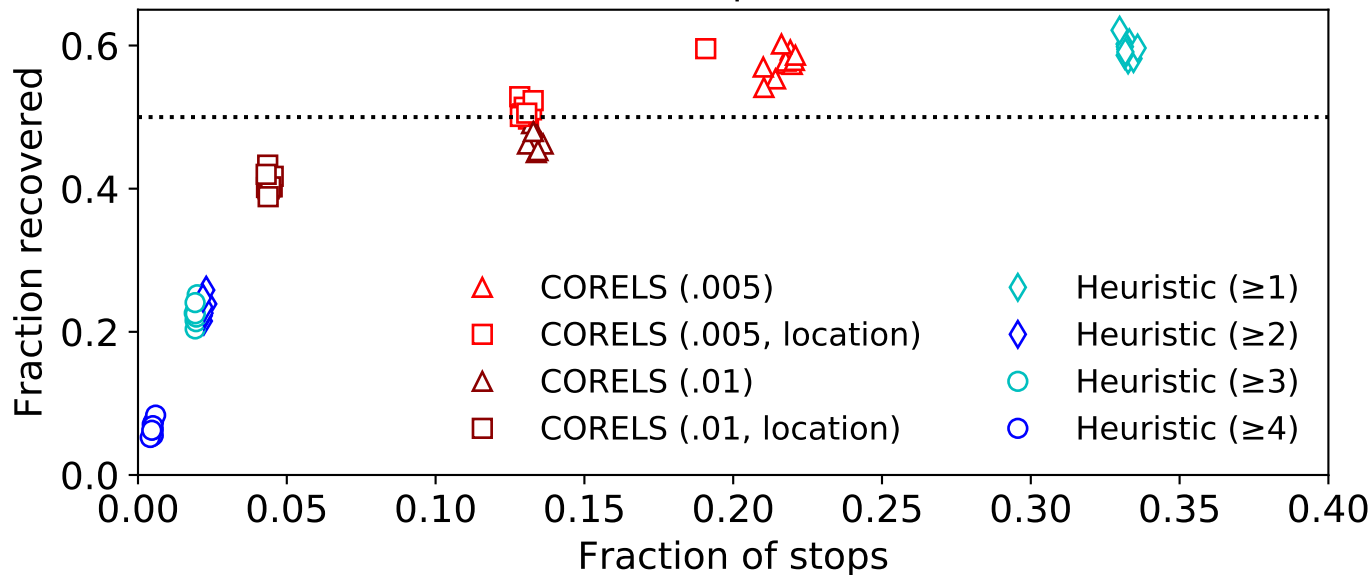 Fraction recovered
0.6
0.4
0.2
0.0
CORELS (.005)
CORELS (.005, location)
CORELS (.01)
CORELS (.01, location)
Heuristic (≥1)
Heuristic (≥2)
Heuristic (≥3)
Heuristic (≥4)
0.00 0.05 0.10 0.15 0.20 0.25 0.30 0.35 0.40
Fraction of stops